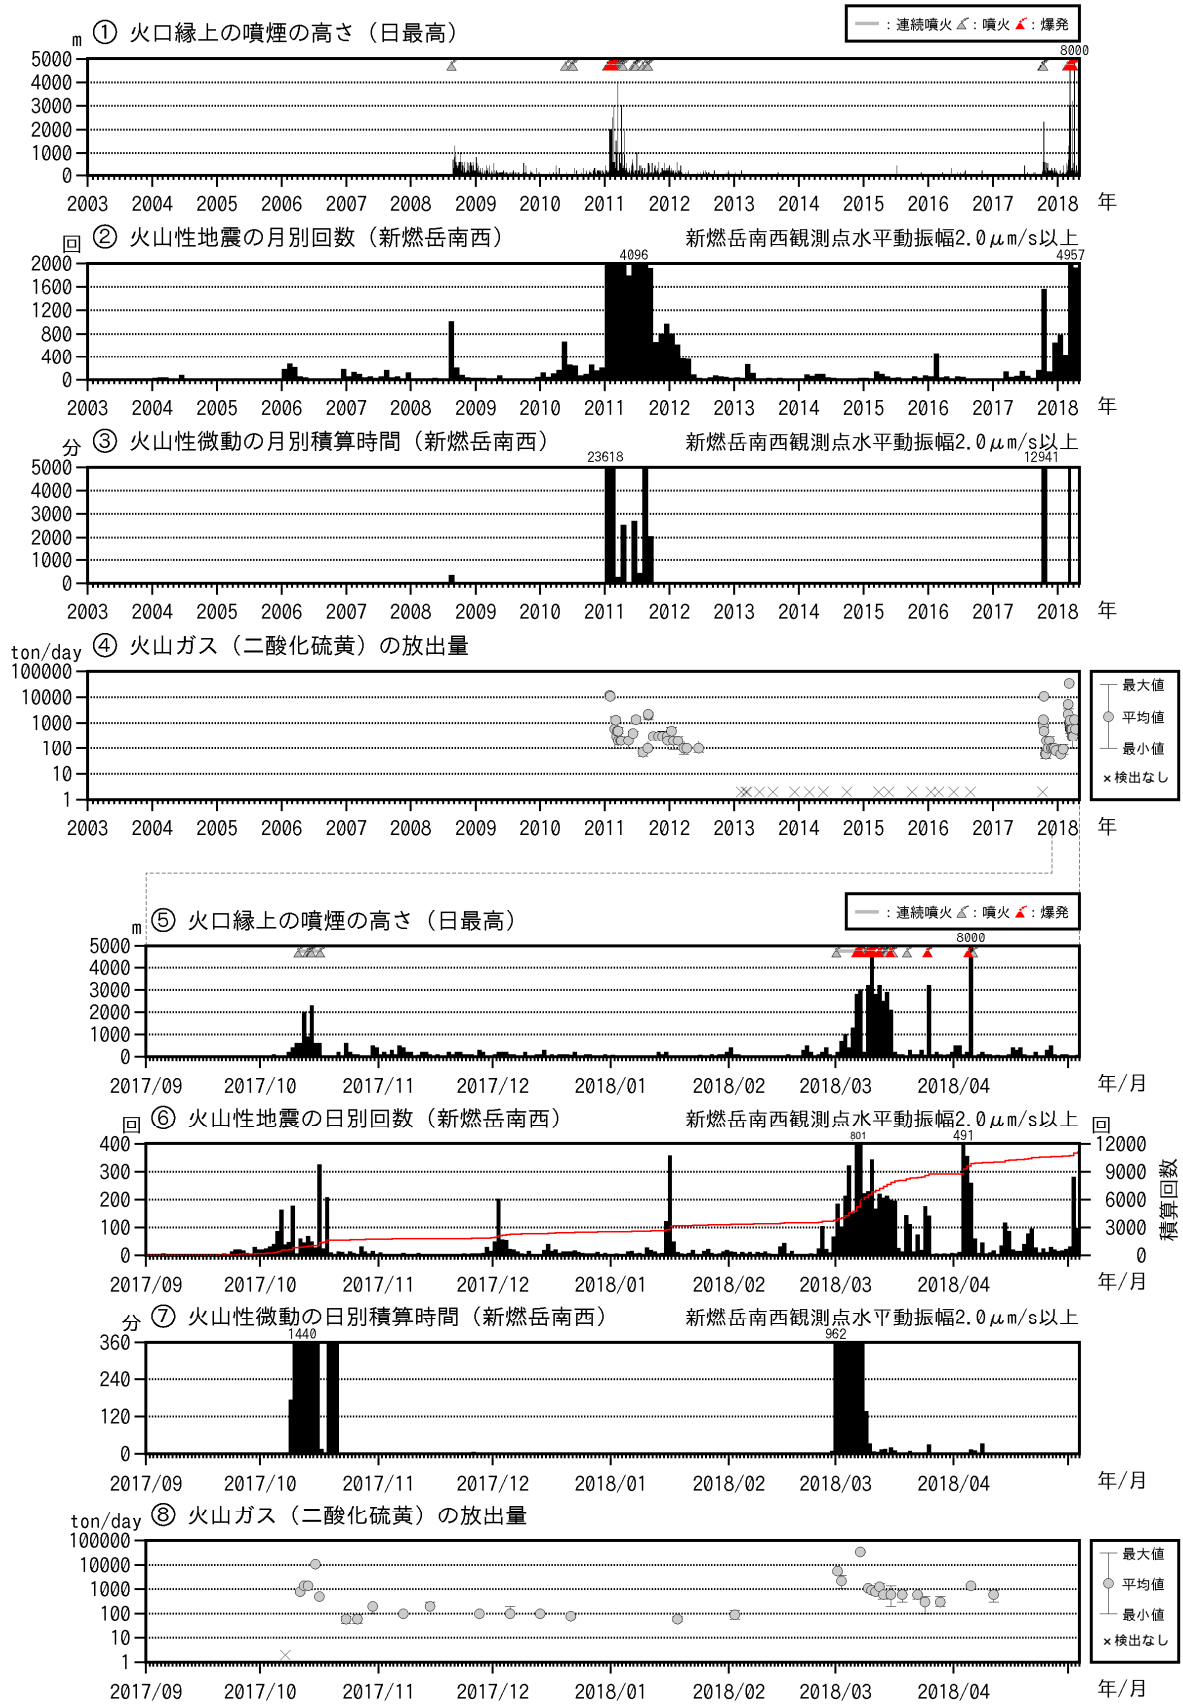 ① 火口縁上の噴煙の高さ（日最高）
━ : 連続噴火 : 噴火 : 爆発
m
8000
5000
4000
3000
2000
1000
0
2003 2004 2005 2006 2007 2008 2009 2010 2011 2012 2013 2014 2015 2016 2017 2018 年
回 ② 火山性地震の月別回数（新燃岳南西） 新燃岳南西観測点水平動振幅2.0μm/s以上
4096 4957
2000
1600
1200
800
400
0
2003 2004 2005 2006 2007 2008 2009 2010 2011 2012 2013 2014 2015 2016 2017 2018 年
分 ③ 火山性微動の月別積算時間（新燃岳南西） 新燃岳南西観測点水平動振幅2.0μm/s以上
23618 12941
5000
4000
3000
2000
1000
0
2003 2004 2005 2006 2007 2008 2009 2010 2011 2012 2013 2014 2015 2016 2017 2018 年
ton/day ④ 火山ガス（二酸化硫黄）の放出量
100000
10000
1000
100
10
1
最大値
平均値
最小値
×検出なし
2003 2004 2005 2006 2007 2008 2009 2010 2011 2012 2013 2014 2015 2016 2017 2018 年
m ⑤ 火口縁上の噴煙の高さ（日最高）
━ : 連続噴火 : 噴火 : 爆発
8000
5000
4000
3000
2000
1000
0
2017/09 2017/10 2017/11 2017/12 2018/01 2018/02 2018/03 2018/04 年/月
回 ⑥ 火山性地震の日別回数（新燃岳南西） 新燃岳南西観測点水平動振幅2.0μm/s以上 回
801 491
400 12000
300 9000
200 6000
100 3000
0 0
積算回数
2017/09 2017/10 2017/11 2017/12 2018/01 2018/02 2018/03 2018/04 年/月
分 ⑦ 火山性微動の日別積算時間（新燃岳南西） 新燃岳南西観測点水平動振幅2.0μm/s以上
1440 962
360
240
120
0
2017/09 2017/10 2017/11 2017/12 2018/01 2018/02 2018/03 2018/04 年/月
ton/day ⑧ 火山ガス（二酸化硫黄）の放出量
100000
10000
1000
100
10
1
最大値
平均値
最小値
×検出なし
2017/09 2017/10 2017/11 2017/12 2018/01 2018/02 2018/03 2018/04 年/月